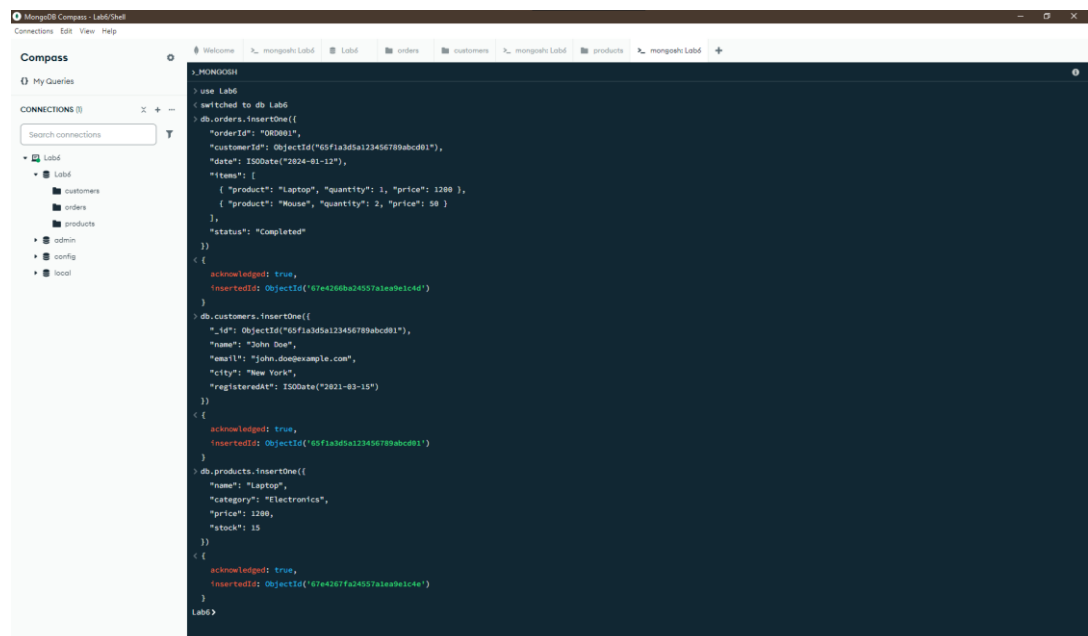 MongoDB Compass - Lab6/Shell
Connections Edit View Help
Compass
{} My Queries
CONNECTIONS (1)
Search connections
Lab6
Lab6
customers
orders
products
admin
config
local
Welcome >_ mongosh: Lab6 Lab6 orders customers >_ mongosh: Lab6 products >_ mongosh: Lab6 +
>_MONGOSH
> use Lab6
< switched to db Lab6
> db.orders.insertOne({
"orderId": "ORD001",
"customerId": ObjectId("65f1a3d5a123456789abcd01"),
"date": ISODate("2024-01-12"),
"items": [
{ "product": "Laptop", "quantity": 1, "price": 1200 },
{ "product": "Mouse", "quantity": 2, "price": 50 }
],
"status": "Completed"
})
< {
acknowledged: true,
insertedId: ObjectId('67e4266ba24557a1ea9e1c4d')
}
> db.customers.insertOne({
"_id": ObjectId("65f1a3d5a123456789abcd01"),
"name": "John Doe",
"email": "john.doe@example.com",
"city": "New York",
"registeredAt": ISODate("2021-03-15")
})
< {
acknowledged: true,
insertedId: ObjectId('65f1a3d5a123456789abcd01')
}
> db.products.insertOne({
"name": "Laptop",
"category": "Electronics",
"price": 1200,
"stock": 15
})
< {
acknowledged: true,
insertedId: ObjectId('67e4267fa24557a1ea9e1c4e')
}
Lab6>